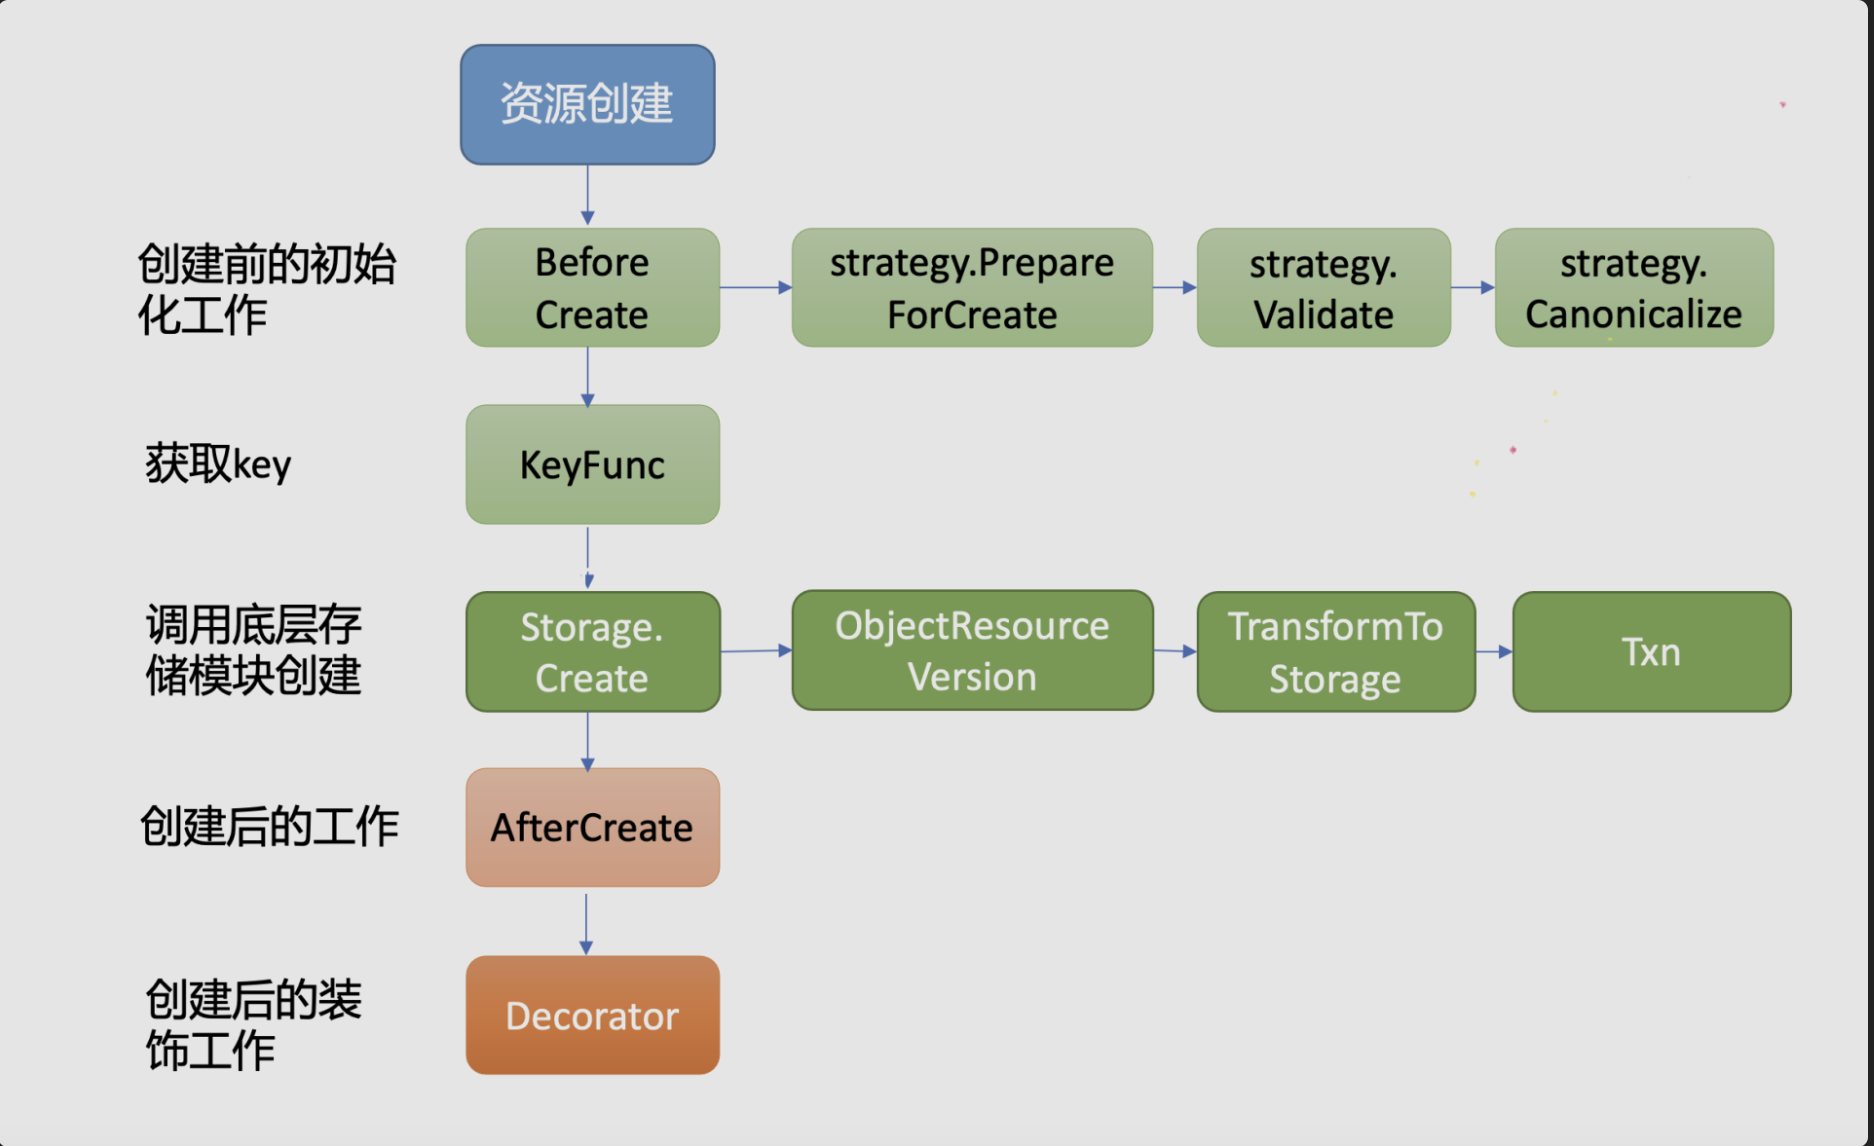 资源创建
创建前的初始
化工作
Before
Create
strategy.Prepare
ForCreate
strategy.
Validate
strategy.
Canonicalize
获取key
KeyFunc
调用底层存
储模块创建
Storage.
Create
ObjectResource
Version
TransformTo
Storage
Txn
创建后的工作
AfterCreate
创建后的装
饰工作
Decorator